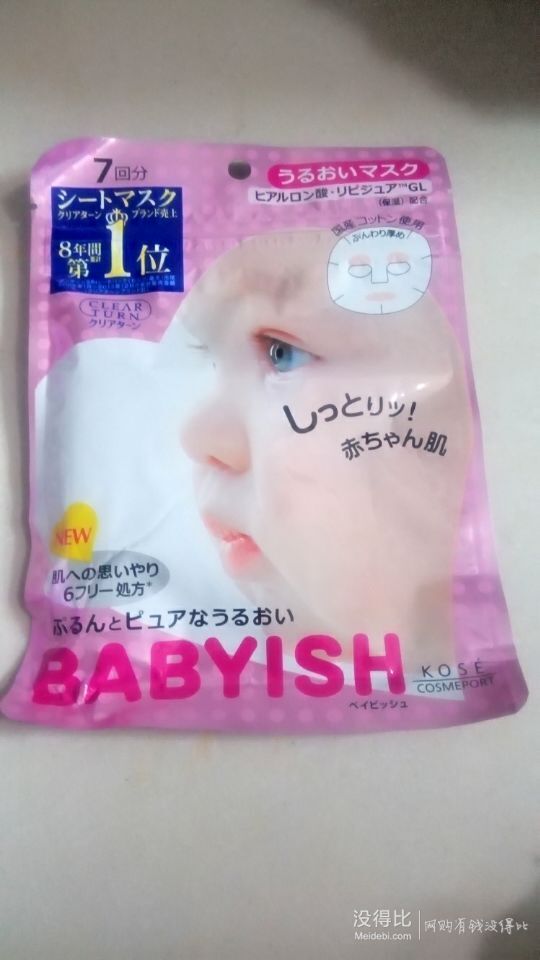 7回分
うるおいマスク
ヒアルロン酸・リピジュア™GL
(保湿) 配合
シートマスク
クリアターン ブランド売上
8年間
累計
第1位
国産コットン使用
ふんわり厚め
CLEAR
TURN
クリアターン
しっとりッ!
赤ちゃん肌
NEW
肌への思いやり
6フリー処方*
ぷるんとピュアなうるおい
BABYISH
KOSÉ
COSMEPORT
ベイビッシュ
没得比
Meidebi.com
网购有钱没得比